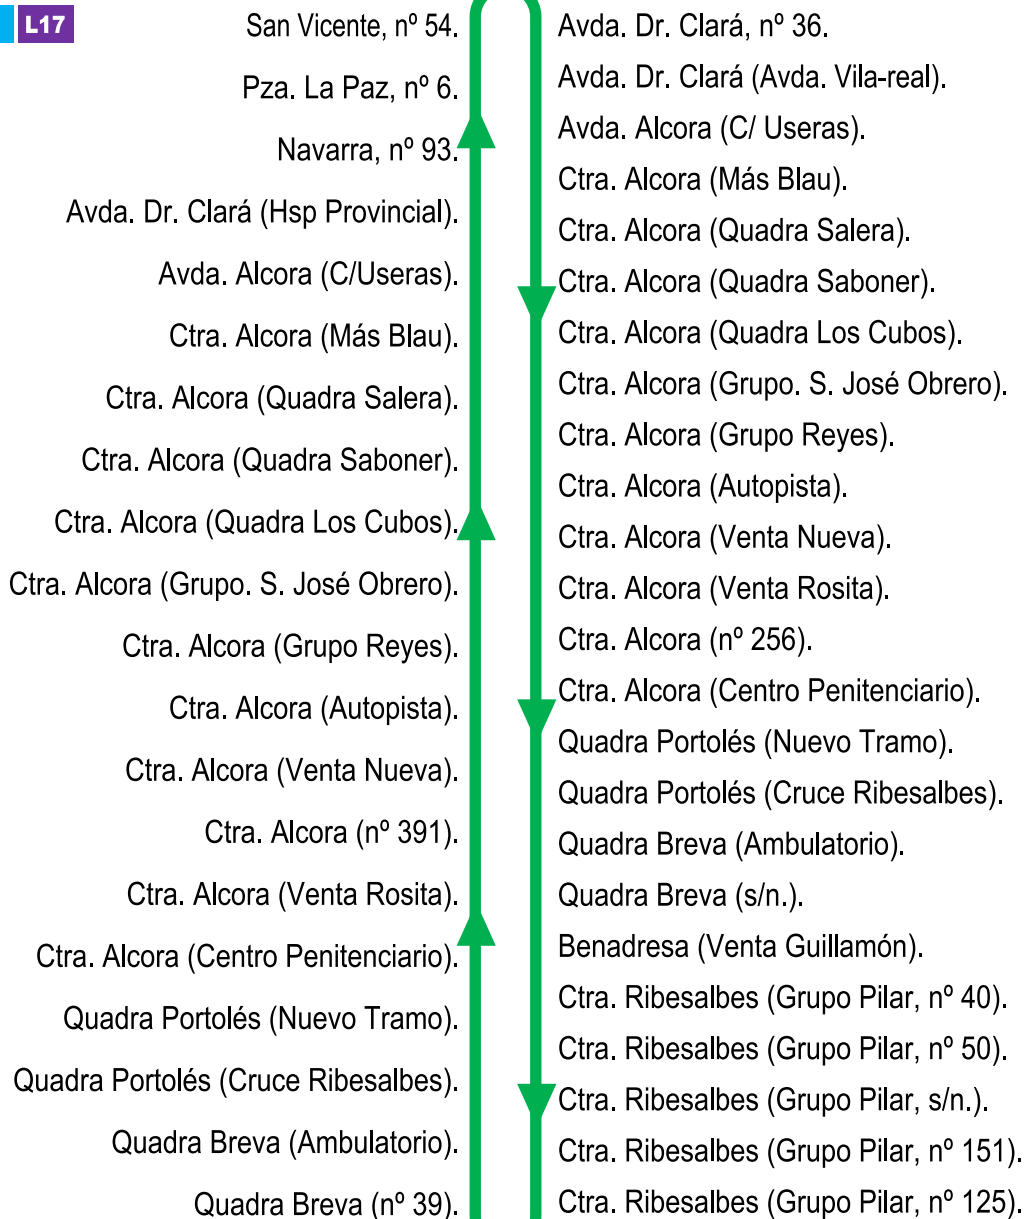 L17
San Vicente, nº 54.
Pza. La Paz, nº 6.
Navarra, nº 93.
Avda. Dr. Clará (Hsp Provincial).
Avda. Alcora (C/Useras).
Ctra. Alcora (Más Blau).
Ctra. Alcora (Quadra Salera).
Ctra. Alcora (Quadra Saboner).
Ctra. Alcora (Quadra Los Cubos).
Ctra. Alcora (Grupo. S. José Obrero).
Ctra. Alcora (Grupo Reyes).
Ctra. Alcora (Autopista).
Ctra. Alcora (Venta Nueva).
Ctra. Alcora (nº 391).
Ctra. Alcora (Venta Rosita).
Ctra. Alcora (Centro Penitenciario).
Quadra Portolés (Nuevo Tramo).
Quadra Portolés (Cruce Ribesalbes).
Quadra Breva (Ambulatorio).
Quadra Breva (nº 39).
Avda. Dr. Clará, nº 36.
Avda. Dr. Clará (Avda. Vila-real).
Avda. Alcora (C/ Useras).
Ctra. Alcora (Más Blau).
Ctra. Alcora (Quadra Salera).
Ctra. Alcora (Quadra Saboner).
Ctra. Alcora (Quadra Los Cubos).
Ctra. Alcora (Grupo. S. José Obrero).
Ctra. Alcora (Grupo Reyes).
Ctra. Alcora (Autopista).
Ctra. Alcora (Venta Nueva).
Ctra. Alcora (Venta Rosita).
Ctra. Alcora (nº 256).
Ctra. Alcora (Centro Penitenciario).
Quadra Portolés (Nuevo Tramo).
Quadra Portolés (Cruce Ribesalbes).
Quadra Breva (Ambulatorio).
Quadra Breva (s/n.).
Benadresa (Venta Guillamón).
Ctra. Ribesalbes (Grupo Pilar, nº 40).
Ctra. Ribesalbes (Grupo Pilar, nº 50).
Ctra. Ribesalbes (Grupo Pilar, s/n.).
Ctra. Ribesalbes (Grupo Pilar, nº 151).
Ctra. Ribesalbes (Grupo Pilar, nº 125).